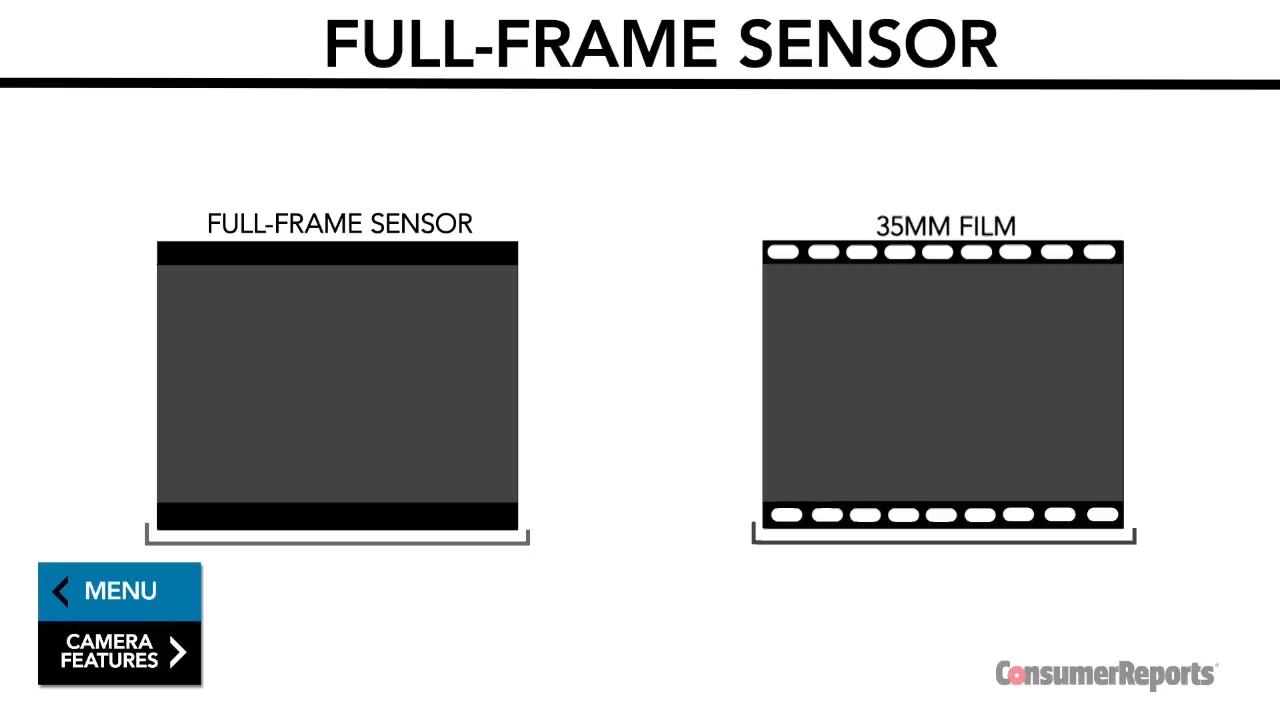 FULL-FRAME SENSOR
FULL-FRAME SENSOR
35MM FILM
MENU
CAMERA
FEATURES
ConsumerReports